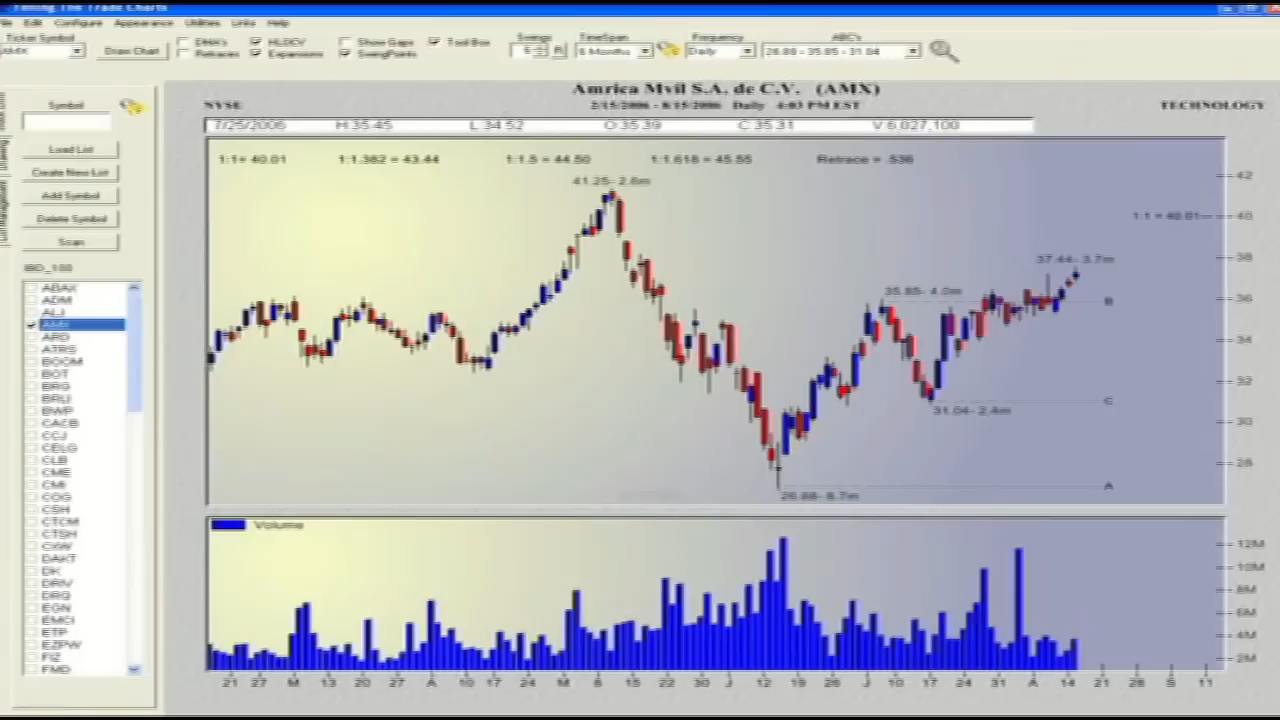 Timing The Trade Charts
File Edit Configure Appearance Utilities Links Help
Ticker Symbol
AMX
Draw Chart
DMA's
HLOCV
Show Gaps
Tool Box
Retraces
Expansions
SwingPoints
Swings
5
R
TimeSpan
6 Months
Frequency
Daily
ABC's
26.88 - 35.85 - 31.04
Symbol
Load List
Create New List
Add Symbol
Delete Symbol
Scan
IBD_100
ABAX
ADM
ALJ
AMX
ARD
ATRS
BOOM
BOT
BRG
BRLI
BWP
CACB
CCJ
CELG
CLB
CME
CMI
COG
CSH
CTCM
CTSH
CXW
DAKT
DK
DRIV
DRQ
EGN
EMCI
ETP
EZPW
FIZ
FMD
Amrica Mvil S.A. de C.V. (AMX)
NYSE
2/15/2006 - 8/15/2006 Daily 4:03 PM EST
TECHNOLOGY
7/25/2006 H:35.45 L:34.52 O:35.39 C:35.31 V:6,027,100
1:1= 40.01 1:1.382 = 43.44 1:1.5 = 44.50 1:1.618 = 45.55 Retrace = .536
41.25- 2.8m
42
1:1 = 40.01
40
37.44- 3.7m
38
35.85- 4.0m
B
36
34
32
C
31.04- 2.4m
30
28
A
26.88- 8.7m
Volume
12M
10M
8M
6M
4M
2M
21 27 M 13 20 27 A 10 17 24 M 8 15 22 30 J 12 19 26 J 10 17 24 31 A 14 21 28 S 11